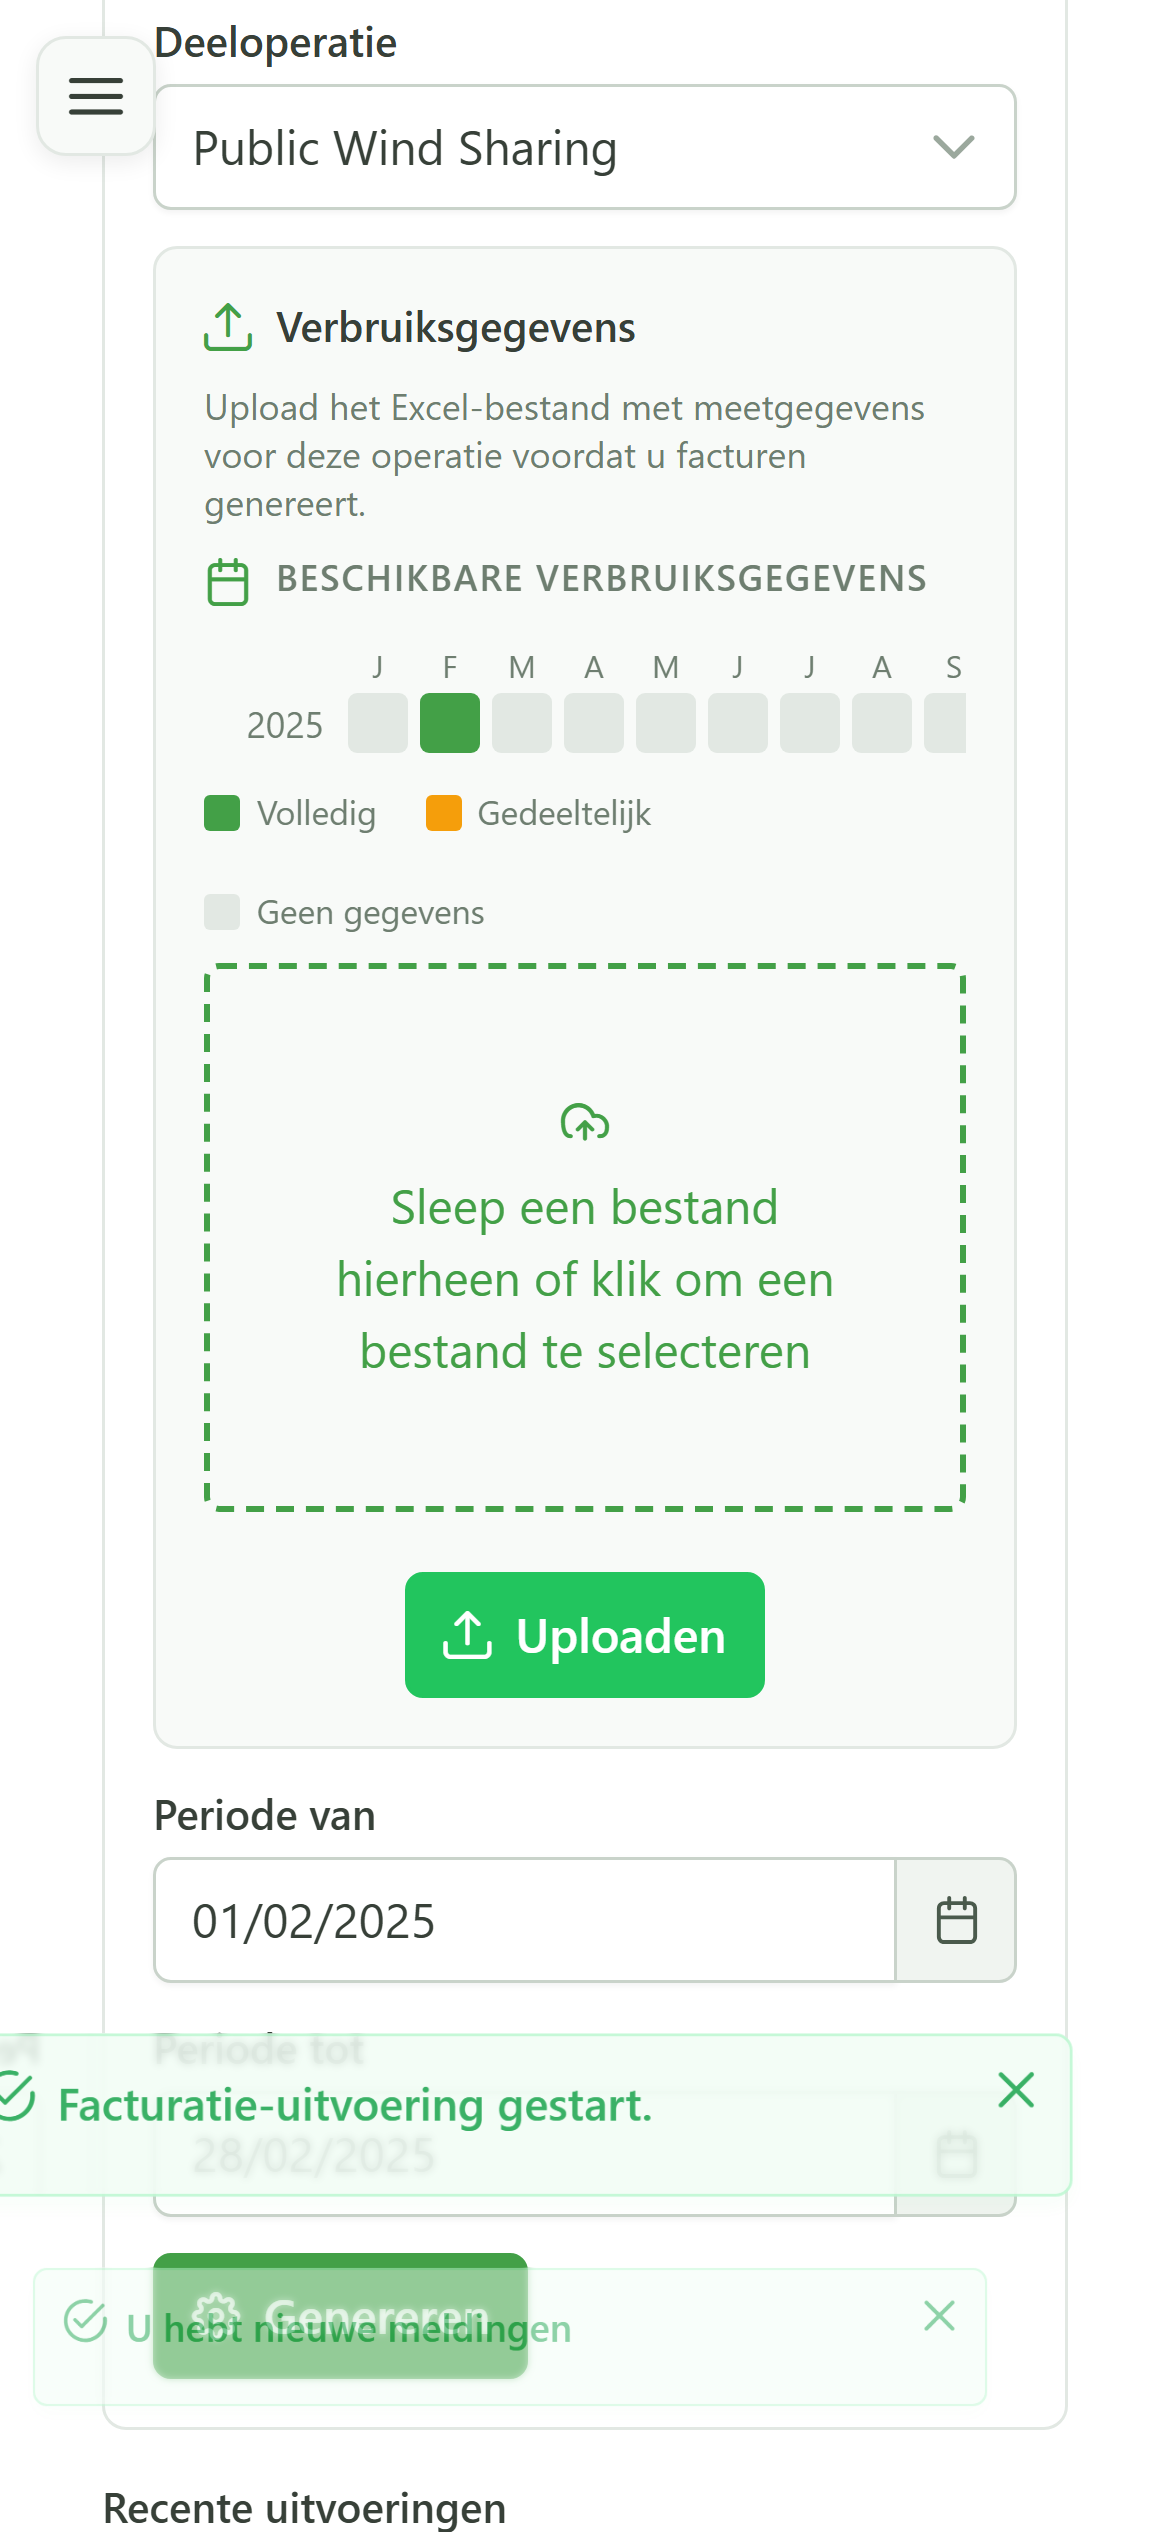 Deeloperatie
Public Wind Sharing
Verbruiksgegevens
Upload het Excel-bestand met meetgegevens
voor deze operatie voordat u facturen
genereert.
BESCHIKBARE VERBRUIKSGEGEVENS
J F M A M J J A S
2025
Volledig Gedeeltelijk
Geen gegevens
Sleep een bestand
hierheen of klik om een
bestand te selecteren
Uploaden
Periode van
01/02/2025
Periode tot
Facturatie-uitvoering gestart.
28/02/2025
Genereren
U hebt nieuwe meldingen
Recente uitvoeringen